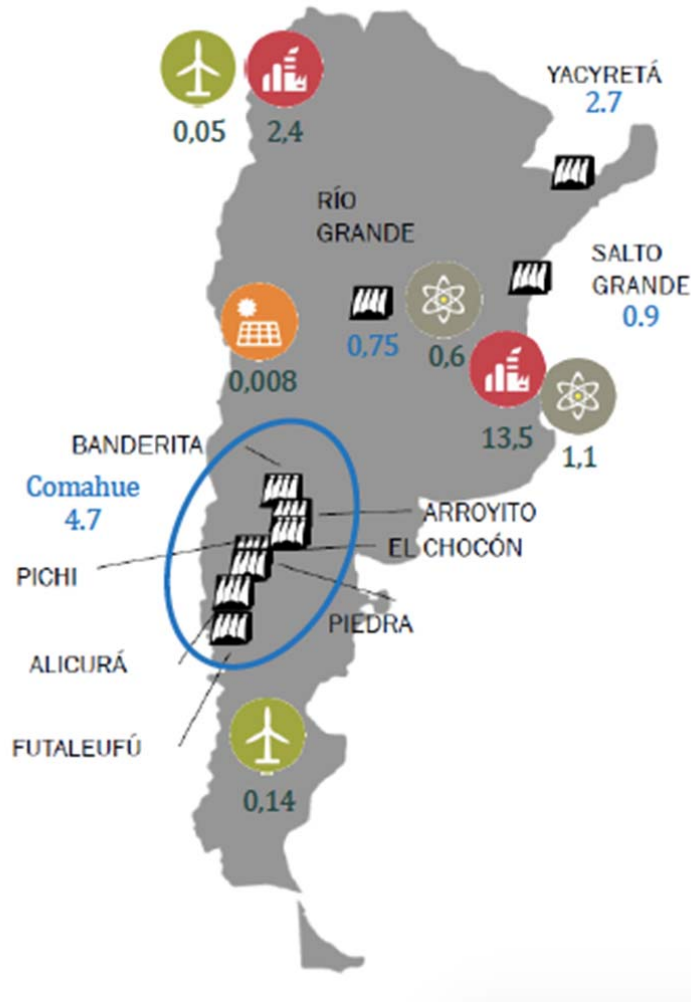 YACYRETÁ
2.7
0,05
2,4
RÍO
GRANDE
SALTO
GRANDE
0.9
0,75
0,6
0,008
13,5
1,1
BANDERITA
Comahue
4.7
ARROYITO
EL CHOCÓN
PICHI
PIEDRA
ALICURÁ
FUTALEUFÚ
0,14